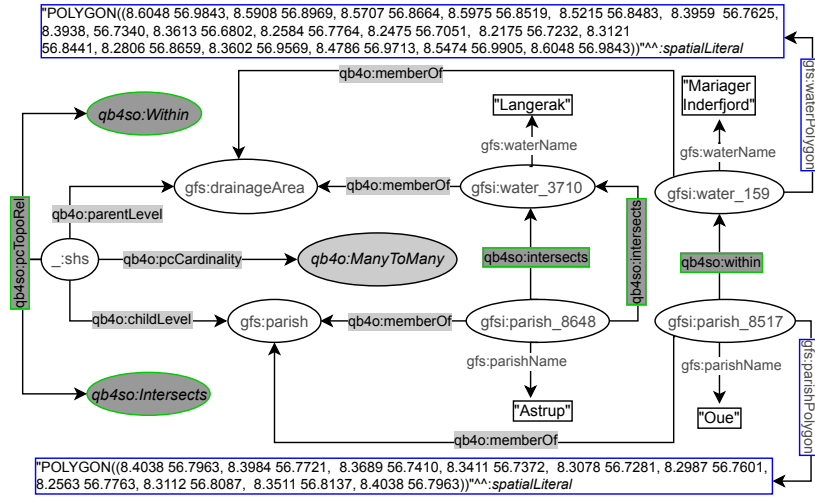 "POLYGON((8.6048 56.9843, 8.5908 56.8969, 8.5707 56.8664, 8.5975 56.8519,  8.5215 56.8483,  8.3959  56.7625,
8.3938, 56.7340, 8.3613 56.6802, 8.2584 56.7764, 8.2475 56.7051,  8.2175 56.7232, 8.3121
56.8441, 8.2806 56.8659, 8.3602 56.9569, 8.4786 56.9713, 8.5474 56.9905, 8.6048 56.9843))"^^:spatialLiteral
gfs:waterPolygon
qb4o:memberOf
"Langerak"
"Mariager
Inderfjord"
qb4so:Within
gfs:waterName
gfs:waterName
gfs:drainageArea
qb4o:memberOf
gfsi:water_3710
gfsi:water_159
qb4o:parentLevel
qb4so:pcTopoRel
_:shs
qb4o:pcCardinality
qb4o:ManyToMany
qb4so:intersects
qb4so:intersects
qb4so:within
qb4o:childLevel
gfs:parish
qb4o:memberOf
gfsi:parish_8648
gfsi:parish_8517
gfs:parishName
gfs:parishName
gfs:parishPolygon
qb4so:Intersects
"Astrup"
"Oue"
qb4o:memberOf
"POLYGON((8.4038 56.7963, 8.3984 56.7721,  8.3689 56.7410, 8.3411 56.7372,  8.3078 56.7281, 8.2987 56.7601,
8.2563 56.7763, 8.3112 56.8087,  8.3511 56.8137, 8.4038 56.7963))"^^:spatialLiteral